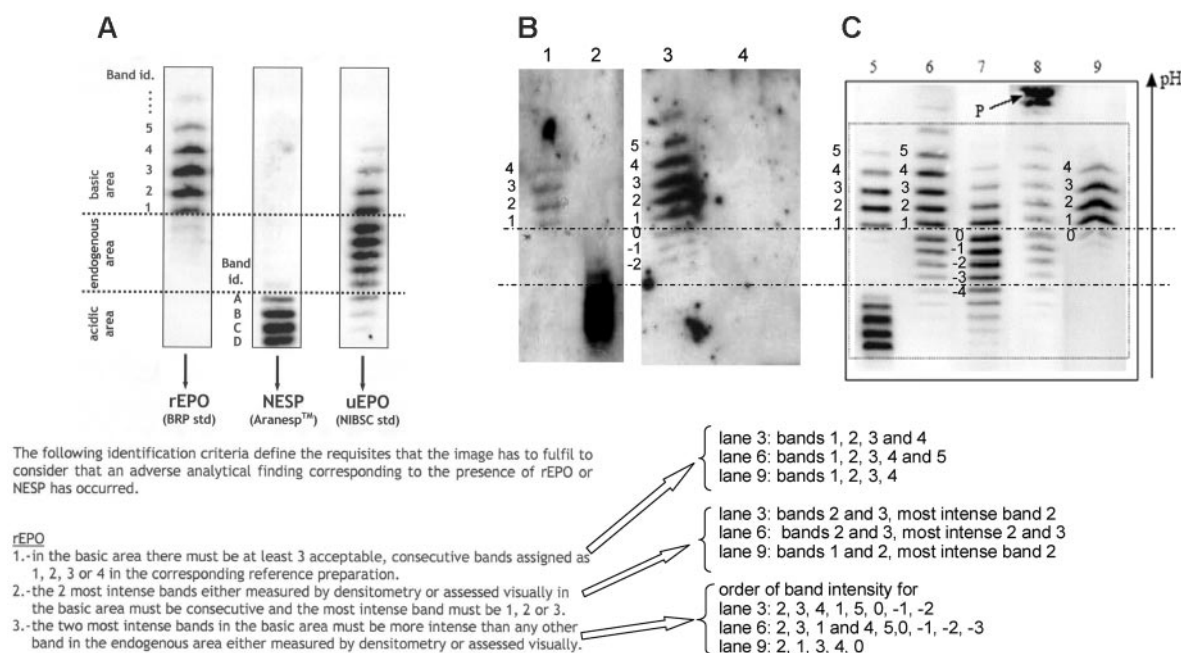 A
B
C
Band id.
5
4
3
2
1
basic area
endogenous area
Band id.
A
B
C
D
acidic area
rEPO
(BRP std)
NESP
(Aranesp™)
uEPO
(NIBSC std)
1 2 3 4
4
3
2
1
5
4
3
2
1
0
-1
-2
5 6 7 8 9
pH
P
5
4
3
2
1
5
4
3
2
1
0
-1
-2
-3
-4
4
3
2
1
0
The following identification criteria define the requisites that the image has to fulfil to
consider that an adverse analytical finding corresponding to the presence of rEPO or
NESP has occurred.
rEPO
1.-in the basic area there must be at least 3 acceptable, consecutive bands assigned as
1, 2, 3 or 4 in the corresponding reference preparation.
2.-the 2 most intense bands either measured by densitometry or assessed visually in
the basic area must be consecutive and the most intense band must be 1, 2 or 3.
3.-the two most intense bands in the basic area must be more intense than any other
band in the endogenous area either measured by densitometry or assessed visually.
lane 3: bands 1, 2, 3 and 4
lane 6: bands 1, 2, 3, 4 and 5
lane 9: bands 1, 2, 3, 4
lane 3: bands 2 and 3, most intense band 2
lane 6: bands 2 and 3, most intense 2 and 3
lane 9: bands 1 and 2, most intense band 2
order of band intensity for
lane 3: 2, 3, 4, 1, 5, 0, -1, -2
lane 6: 2, 3, 1 and 4, 5,0, -1, -2, -3
lane 9: 2, 1, 3, 4, 0